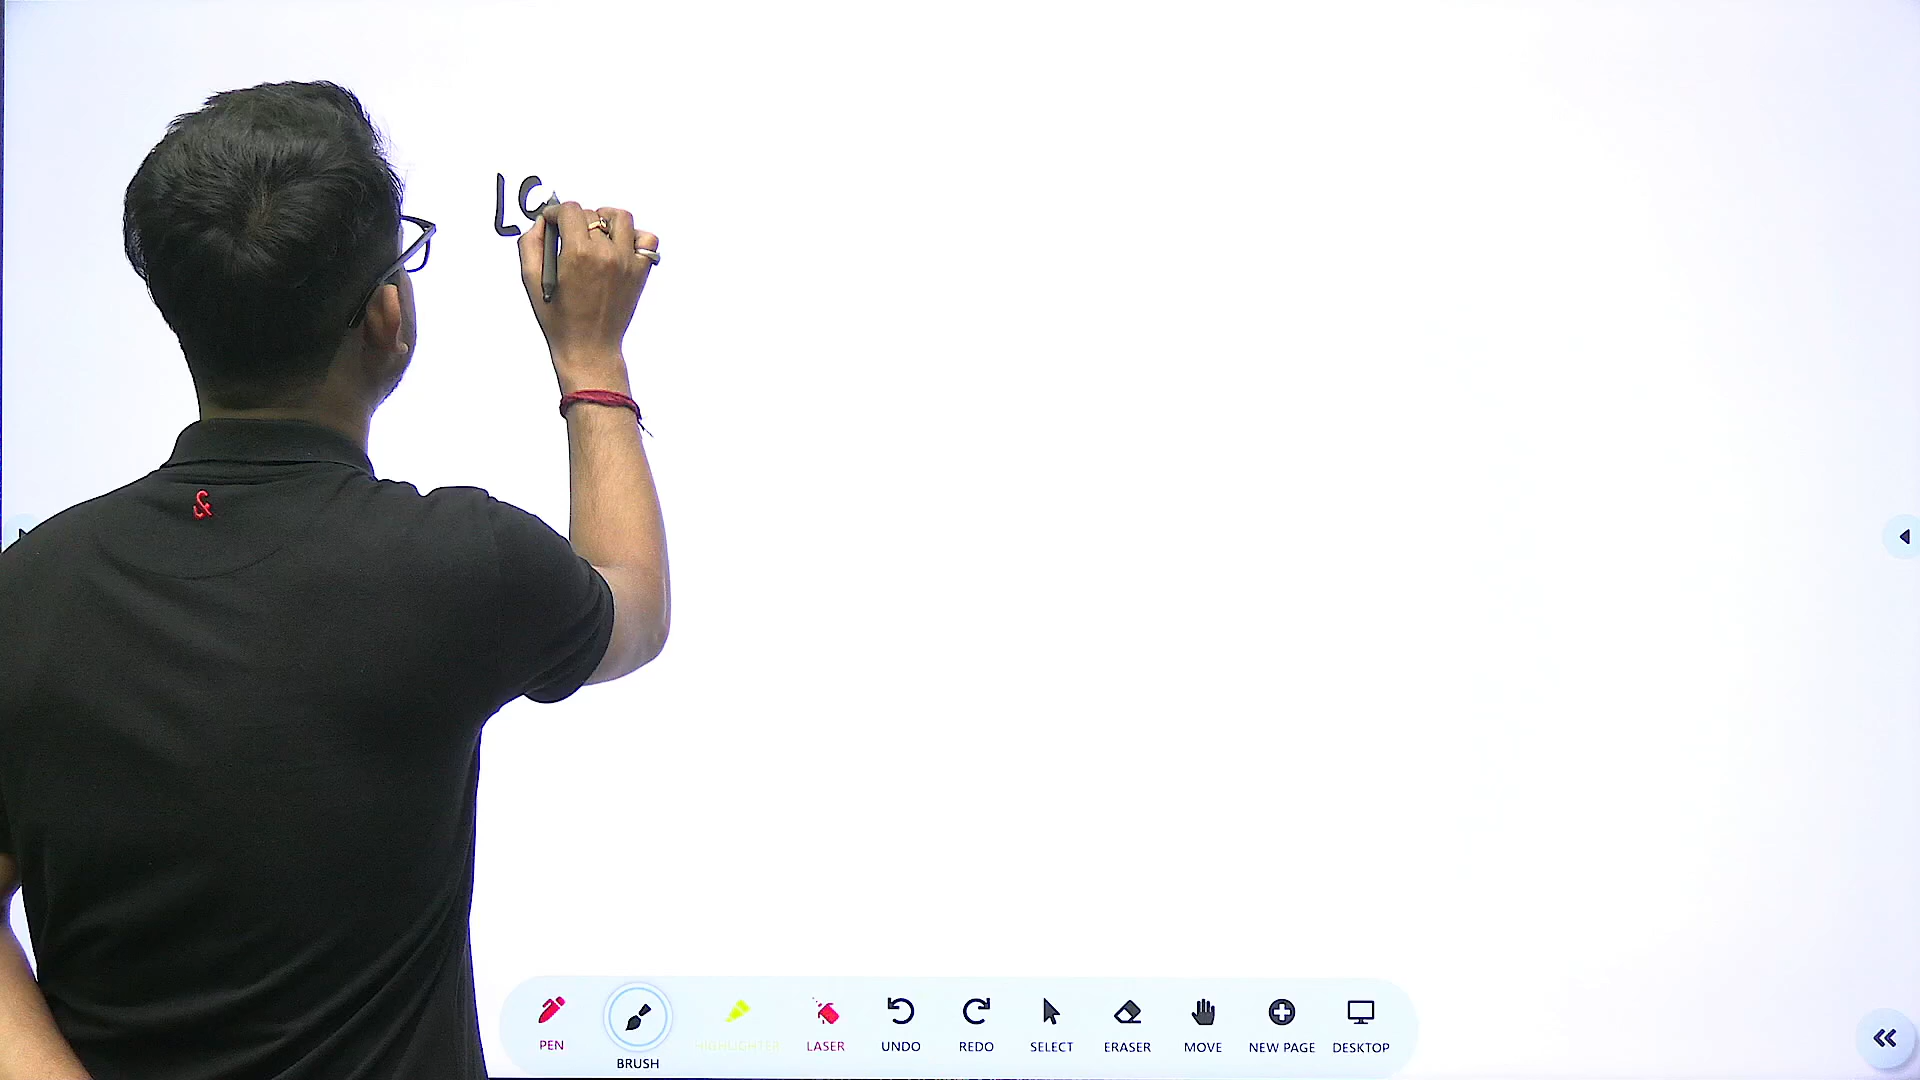 LC
PEN
BRUSH
HIGHLIGHTER
LASER
UNDO
REDO
SELECT
ERASER
MOVE
NEW PAGE
DESKTOP